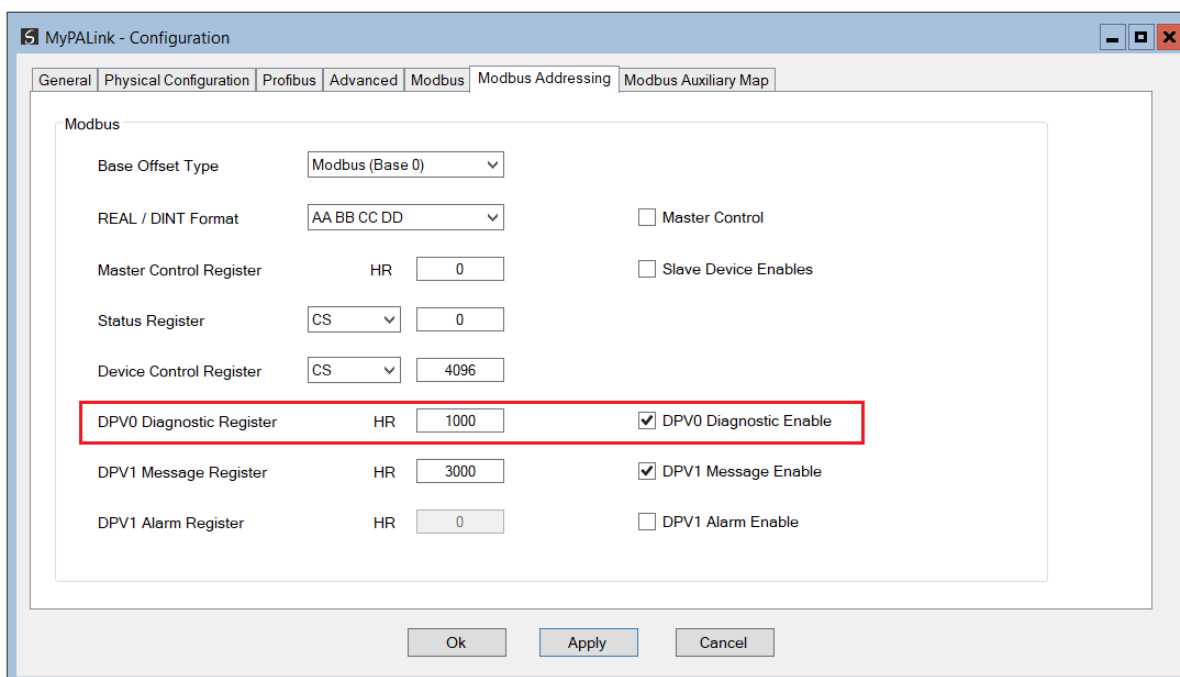 MyPALink - Configuration
General Physical Configuration Profibus Advanced Modbus Modbus Addressing Modbus Auxiliary Map
Modbus
Base Offset Type Modbus (Base 0)
REAL / DINT Format AA BB CC DD Master Control
Master Control Register HR 0 Slave Device Enables
Status Register CS 0
Device Control Register CS 4096
DPV0 Diagnostic Register HR 1000 DPV0 Diagnostic Enable
DPV1 Message Register HR 3000 DPV1 Message Enable
DPV1 Alarm Register HR 0 DPV1 Alarm Enable
Ok Apply Cancel